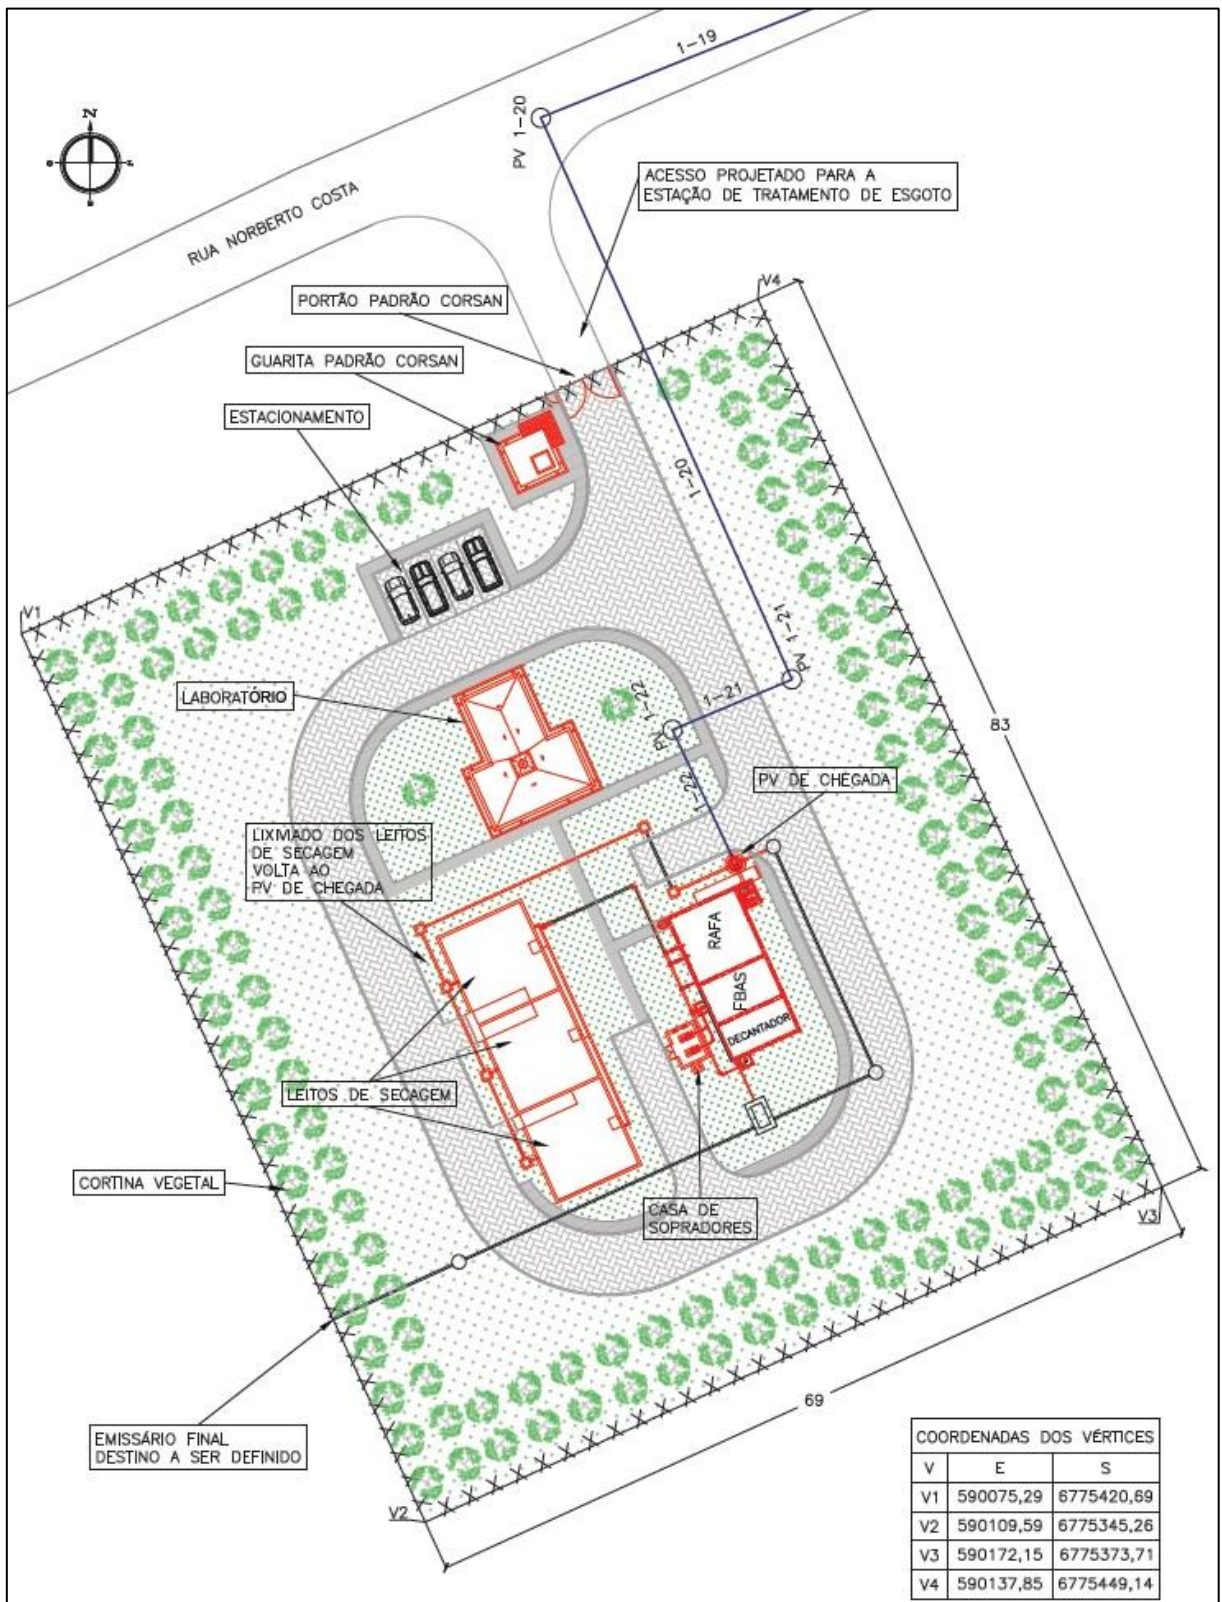 1-19
PV 1-20
N
ACESSO PROJETADO PARA A
ESTAÇÃO DE TRATAMENTO DE ESGOTO
RUA NORBERTO COSTA
V4
PORTÃO PADRÃO CORSAN
GUARITA PADRÃO CORSAN
ESTACIONAMENTO
1-20
V1
PV 1-21
LABORATÓRIO
PV 1-22
1-21
83
1-22
PV DE CHEGADA
LIXIVIADO DOS LEITOS
DE SECAGEM
VOLTA AO
PV DE CHEGADA
RAFA
FBAS
DECANTADOR
LEITOS DE SECAGEM
CORTINA VEGETAL
CASA DE
SOPRADORES
V3
69
EMISSÁRIO FINAL
DESTINO A SER DEFINIDO
V2
COORDENADAS DOS VÉRTICES
V E S
V1 590075,29 6775420,69
V2 590109,59 6775345,26
V3 590172,15 6775373,71
V4 590137,85 6775449,14